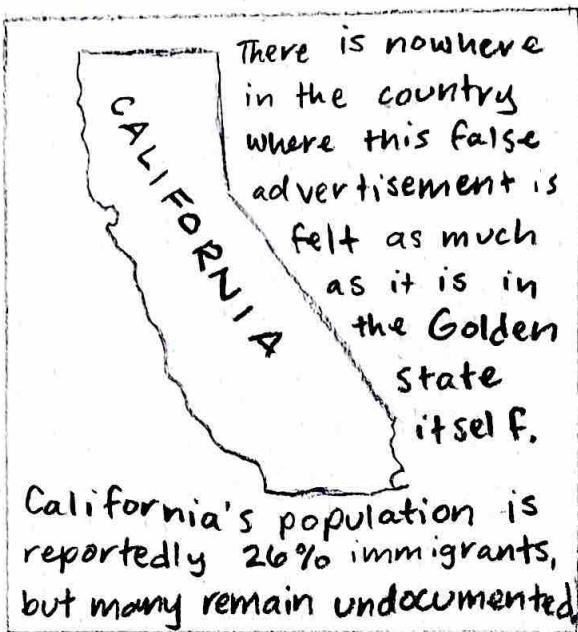 There is nowhere
in the country
where this false
advertisement is
felt as much
as it is in
the Golden
state
itself.
CALIFORNIA
California's population is
reportedly 26% immigrants,
but many remain undocumented